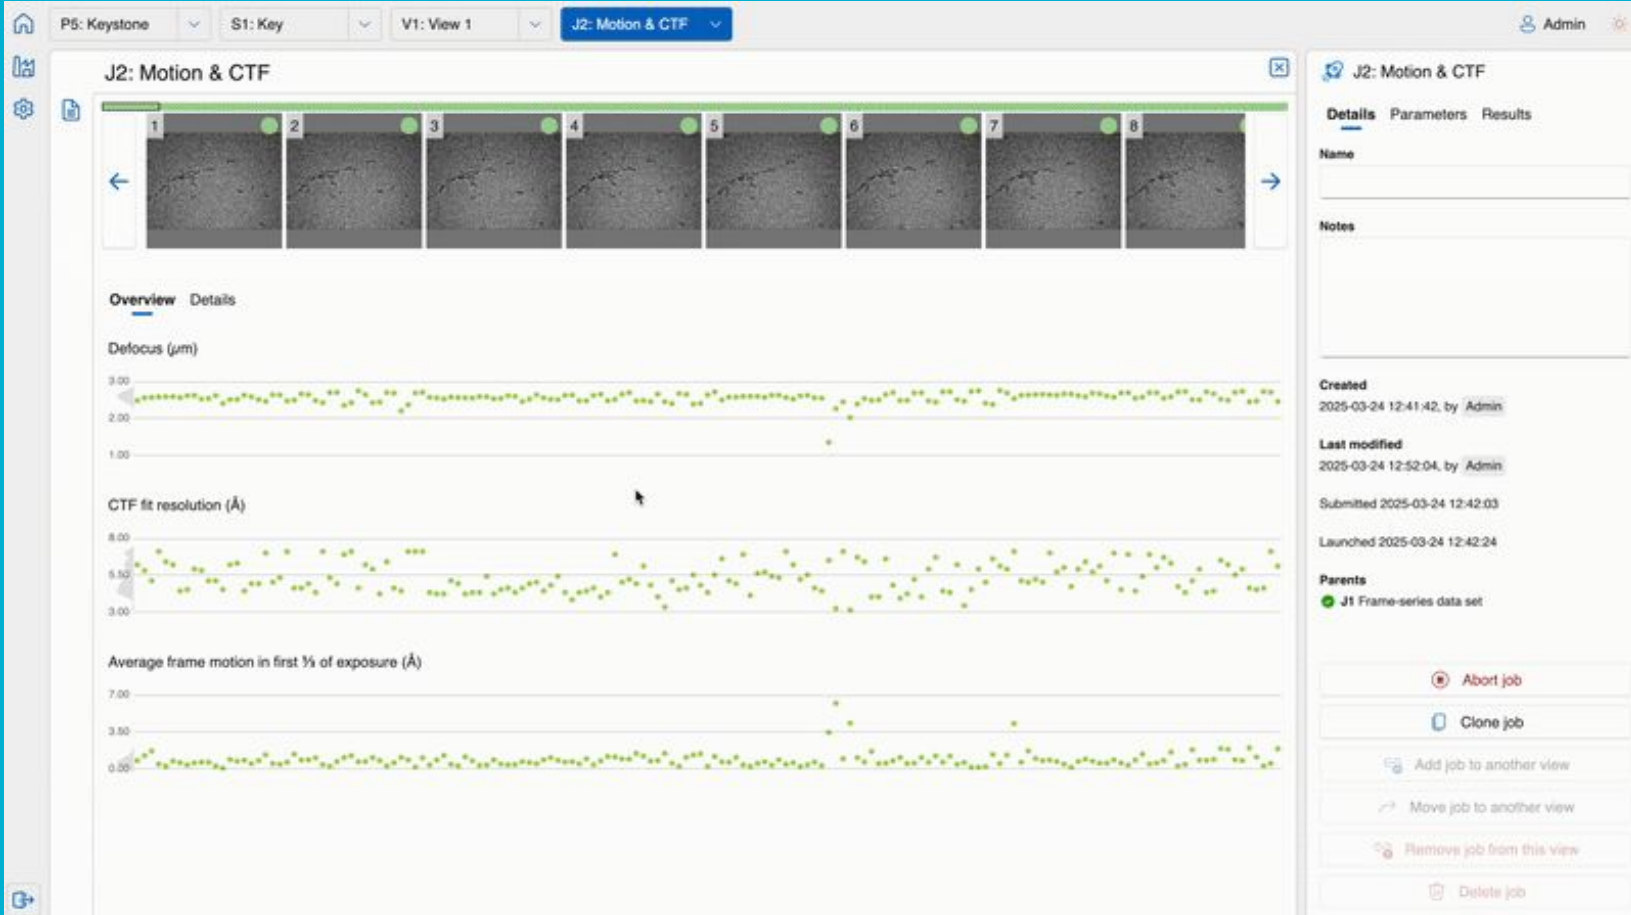 P5: Keystone
S1: Key
V1: View 1
J2: Motion & CTF
Admin
J2: Motion & CTF
1
2
3
4
5
6
7
8
Overview Details
Defocus (μm)
3.00
2.00
1.00
CTF fit resolution (Å)
8.00
5.50
3.00
Average frame motion in first ⅓ of exposure (Å)
7.00
3.50
0.00
J2: Motion & CTF
Details Parameters Results
Name
Notes
Created
2025-03-24 12:41:42, by Admin
Last modified
2025-03-24 12:52:04, by Admin
Submitted 2025-03-24 12:42:03
Launched 2025-03-24 12:42:24
Parents
J1 Frame-series data set
Abort job
Clone job
Add job to another view
Move job to another view
Remove job from this view
Delete job